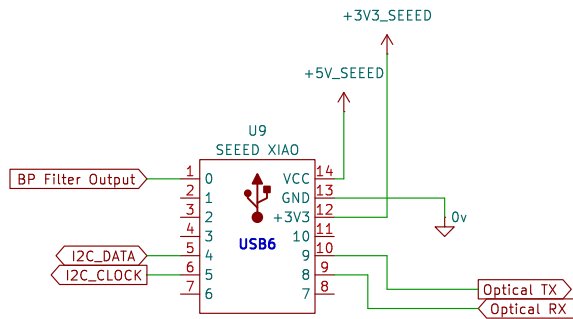 +3V3_SEEED
+5V_SEEED
U9
SEEED XIAO
BP Filter Output
1
0
VCC
14
2
1
GND
13
0v
3
2
+3V3
12
4
3
10
11
USB6
I2C_DATA
5
4
9
10
I2C_CLOCK
6
5
8
9
7
6
7
8
Optical TX
Optical RX